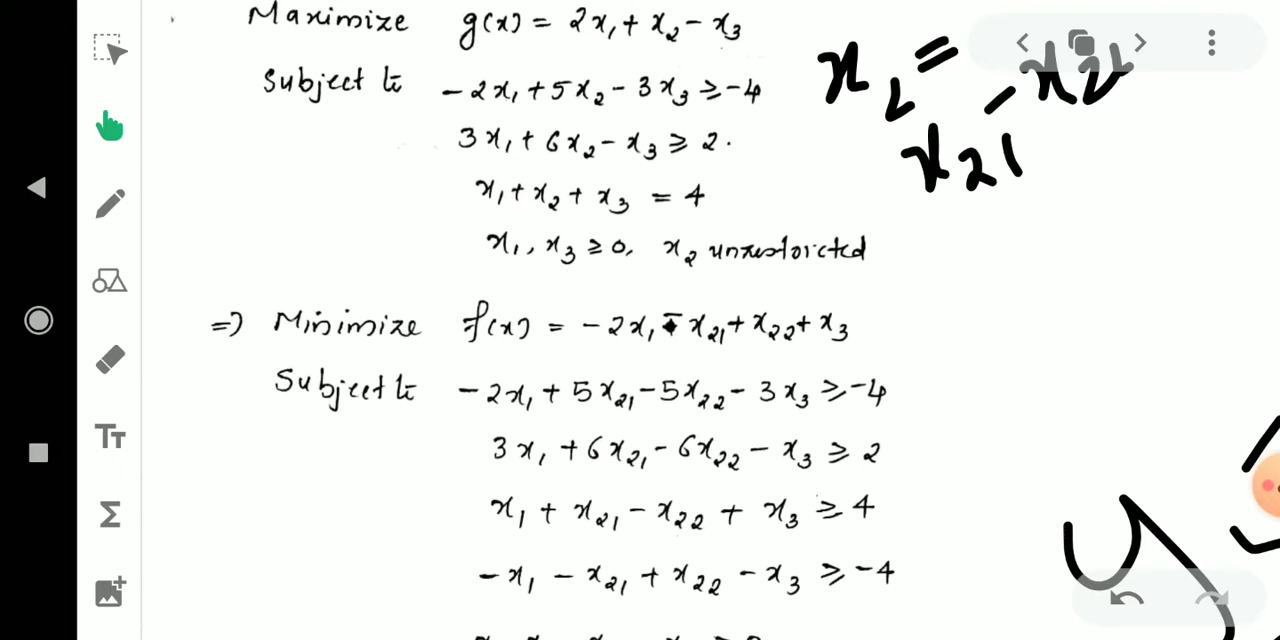 Maximize g(x) = 2x₁ + x₂ - x₃
Subject to -2x₁ + 5x₂ - 3x₃ ≥ -4
3x₁ + 6x₂ - x₃ ≥ 2.
x₁ + x₂ + x₃ = 4
x₁, x₃ ≥ 0, x₂ unrestricted
x₂ =
x₂₁ - x₂₂
⇒ Minimize f(x) = -2x₁ - x₂₁ + x₂₂ + x₃
Subject to -2x₁ + 5x₂₁ - 5x₂₂ - 3x₃ ≥ -4
3x₁ + 6x₂₁ - 6x₂₂ - x₃ ≥ 2
x₁ + x₂₁ - x₂₂ + x₃ ≥ 4
-x₁ - x₂₁ + x₂₂ - x₃ ≥ -4
y
Tт
Σ